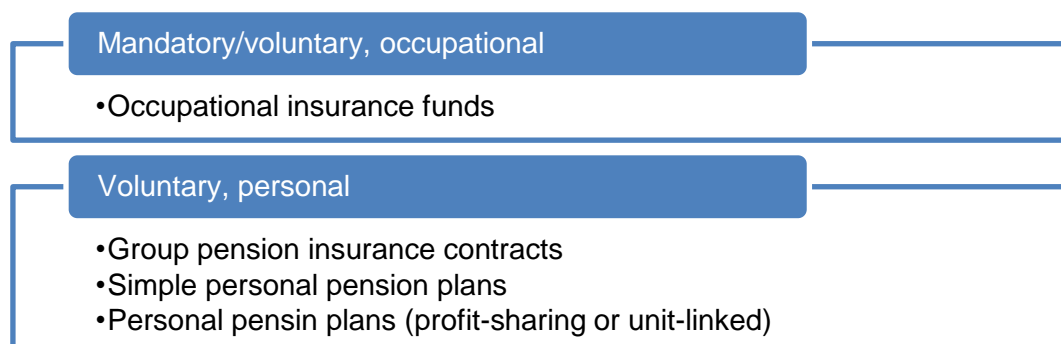 Mandatory/voluntary, occupational
•Occupational insurance funds
Voluntary, personal
•Group pension insurance contracts
•Simple personal pension plans
•Personal pensin plans (profit-sharing or unit-linked)